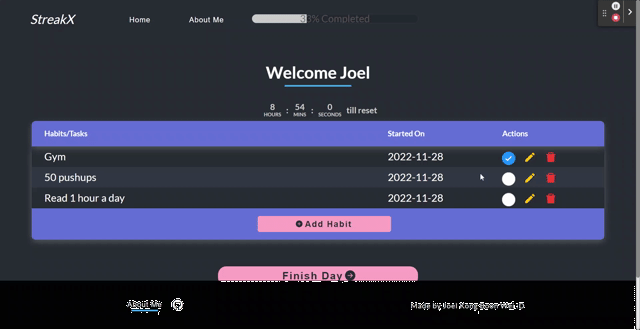 StreakX
Home
About Me
33% Completed
Welcome Joel
8 : 54 : 0 till reset
HOURS MINS SECONDS
Habits/Tasks Started On Actions
Gym 2022-11-28
50 pushups 2022-11-28
Read 1 hour a day 2022-11-28
Add Habit
Finish Day
About Me
Made by Joel